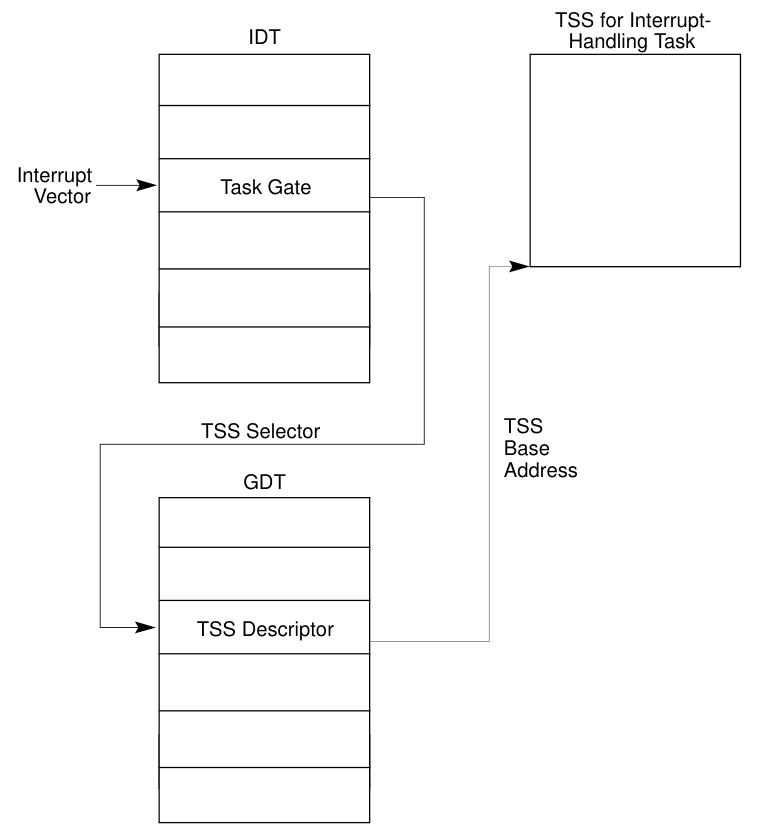 IDT
TSS for Interrupt-
Handling Task
Interrupt
Vector
Task Gate
TSS Selector
TSS
Base
Address
GDT
TSS Descriptor